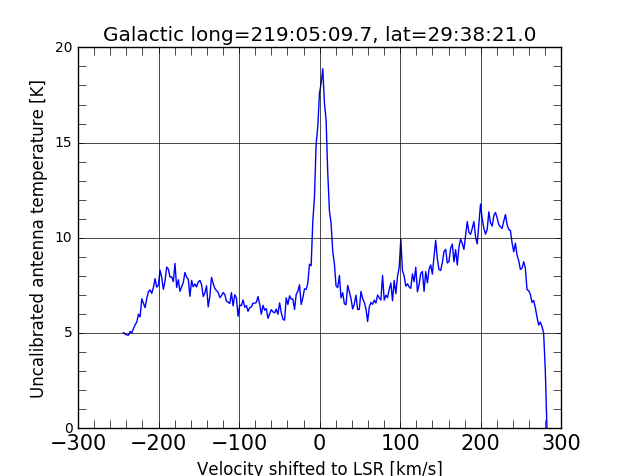 Galactic long=219:05:09.7, lat=29:38:21.0
20
15
10
5
0
Uncalibrated antenna temperature [K]
−300 −200 −100 0 100 200 300
Velocity shifted to LSR [km/s]